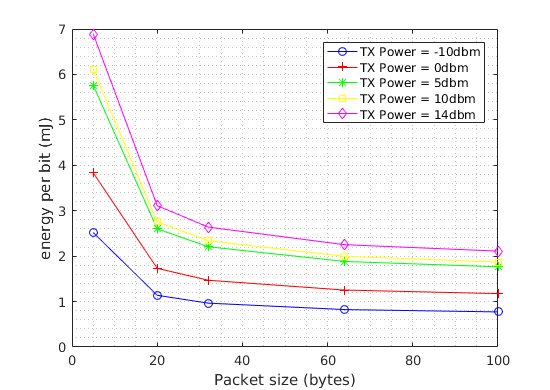 7
6
5
4
3
2
1
0
energy per bit (mJ)
TX Power = -10dbm
TX Power = 0dbm
TX Power = 5dbm
TX Power = 10dbm
TX Power = 14dbm
0 20 40 60 80 100
Packet size (bytes)